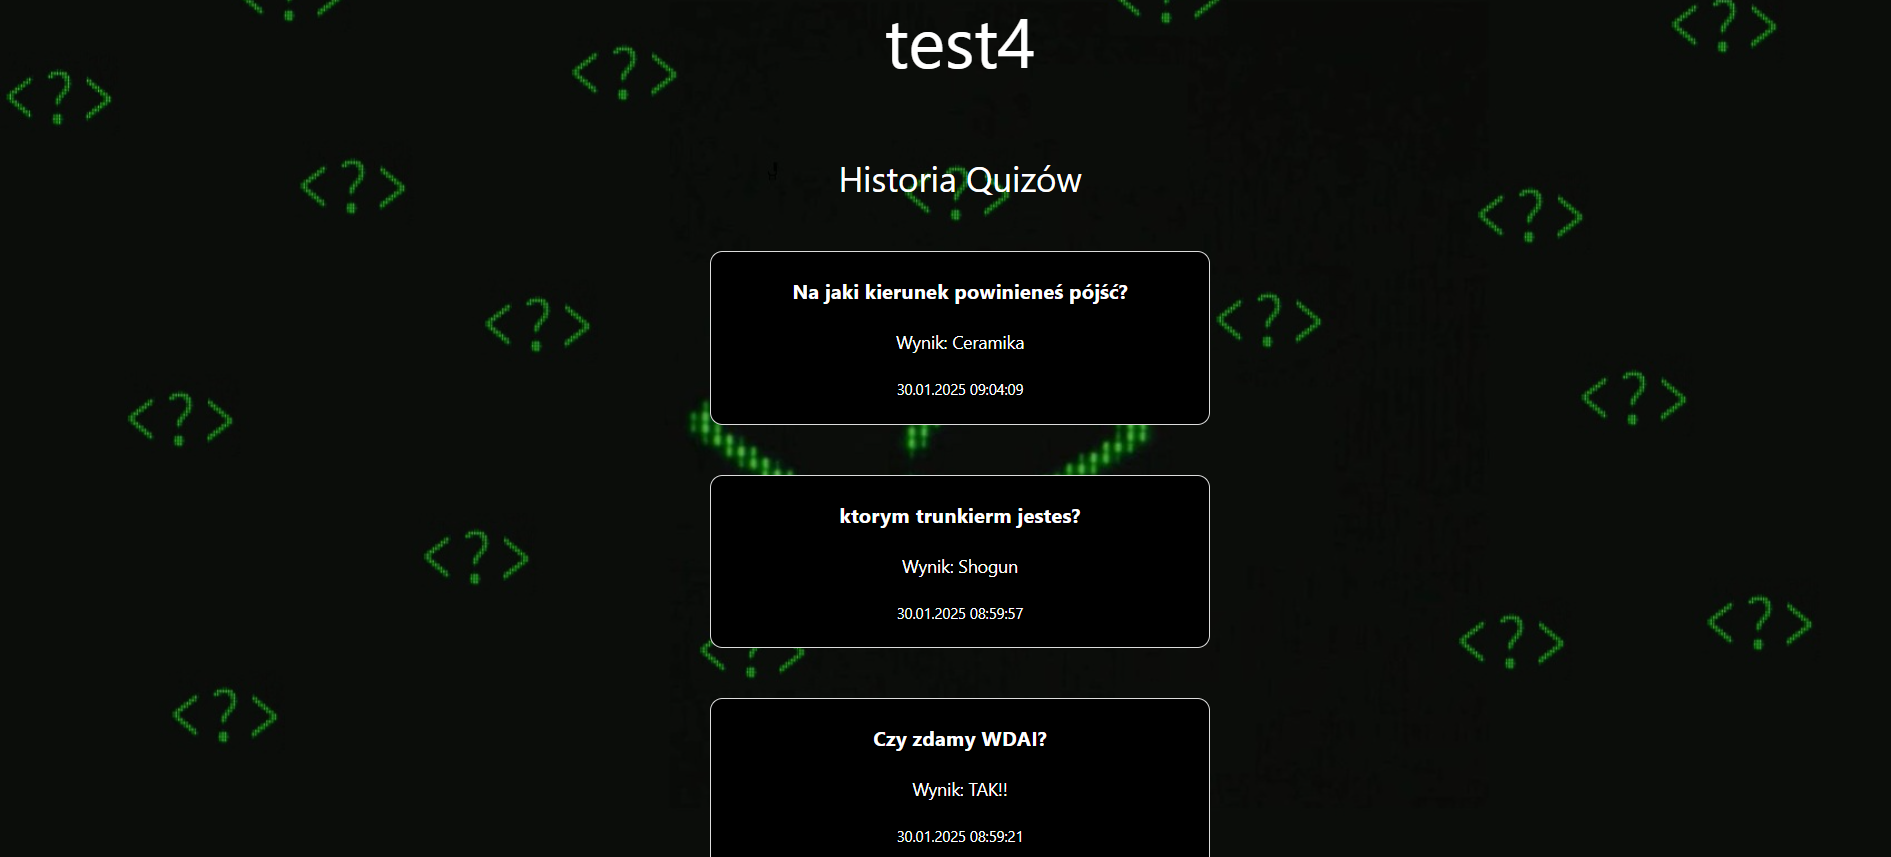 test4
Historia Quizów
Na jaki kierunek powinieneś pójść?
Wynik: Ceramika
30.01.2025 09:04:09
ktorym trunkierm jestes?
Wynik: Shogun
30.01.2025 08:59:57
Czy zdamy WDAI?
Wynik: TAK!!
30.01.2025 08:59:21